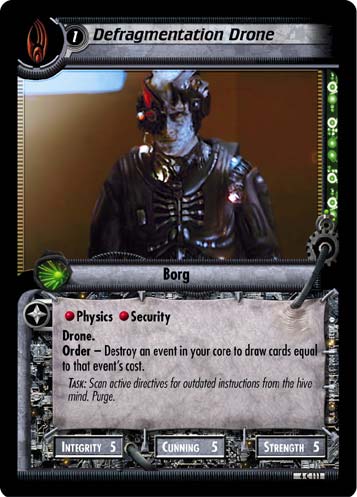 1 Defragmentation Drone
Borg
Physics Security
Drone.
Order – Destroy an event in your core to draw cards equal
to that event's cost.
TASK: Scan active directives for outdated instructions from the hive
mind. Purge.
INTEGRITY 5 CUNNING 5 STRENGTH 5
4 C 111